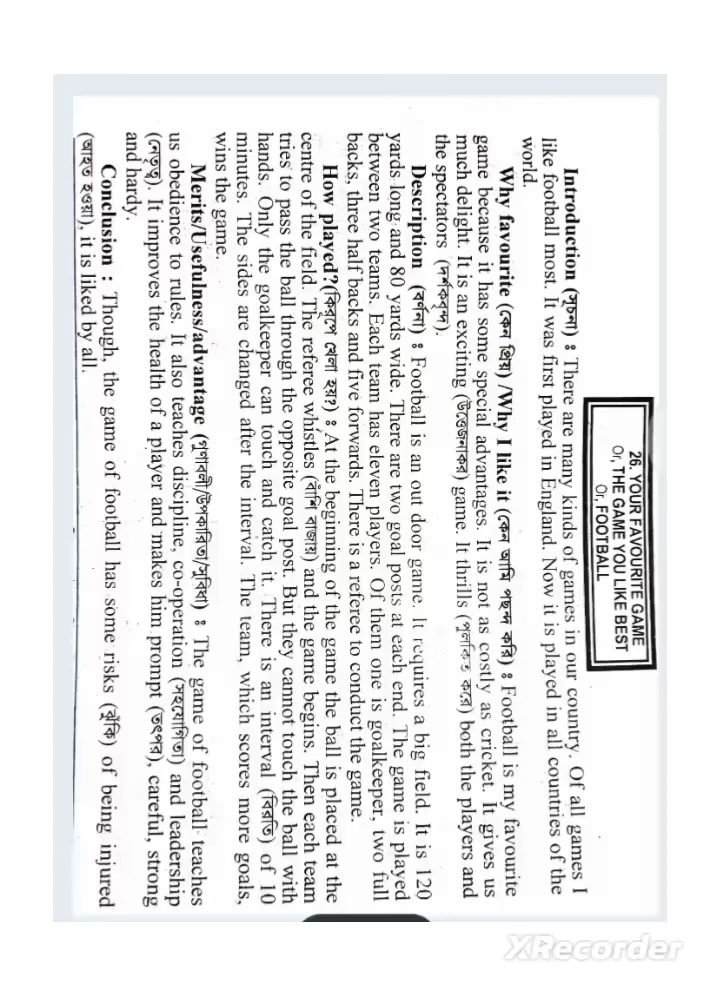 26. YOUR FAVOURITE GAME
Or, THE GAME YOU LIKE BEST
Or, FOOTBALL
Introduction (সূচনা) : There are many kinds of games in our country. Of all games I
like football most. It was first played in England. Now it is played in all countries of the
world.
Why favourite (কেন প্রিয়) /Why I like it (কেন আমি পছন্দ করি) : Football is my favourite
game because it has some special advantages. It is not as costly as cricket. It gives us
much delight. It is an exciting (উত্তেজনাকর) game. It thrills (পুলকিত করে) both the players and
the spectators (দর্শকবৃন্দ).
Description (বর্ণনা) : Football is an out door game. It requires a big field. It is 120
yards long and 80 yards wide. There are two goal posts at each end. The game is played
between two teams. Each team has eleven players. Of them one is goalkeeper, two full
backs, three half backs and five forwards. There is a referee to conduct the game.
How played?(কিরূপে খেলা হয়?) : At the beginning of the game the ball is placed at the
centre of the field. The referee whistles (বাঁশি বাজায়) and the game begins. Then each team
tries to pass the ball through the opposite goal post. But they cannot touch the ball with
hands. Only the goalkeeper can touch and catch it. There is an interval (বিরতি) of 10
minutes. The sides are changed after the interval. The team, which scores more goals,
wins the game.
Merits/Usefulness/advantage (গুণাবলী/উপকারিতা/সুবিধা) : The game of football teaches
us obedience to rules. It also teaches discipline, co-operation (সহযোগিতা) and leadership
(নেতৃত্ব). It improves the health of a player and makes him prompt (তৎপর), careful, strong
and hardy.
Conclusion : Though, the game of football has some risks (ঝুঁকি) of being injured
(আহত হওয়া), it is liked by all.
XRecorder